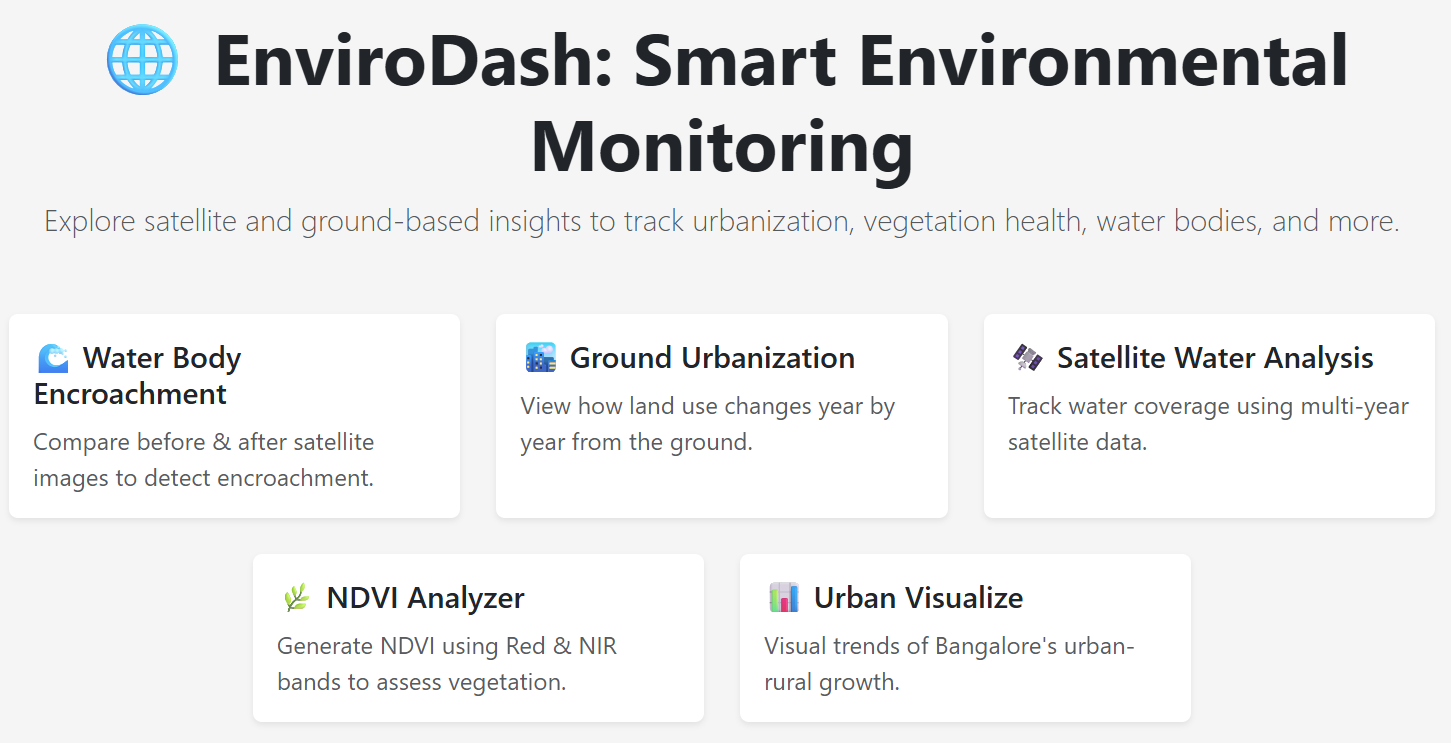 EnviroDash: Smart Environmental
Monitoring
Explore satellite and ground-based insights to track urbanization, vegetation health, water bodies, and more.
Water Body
Encroachment
Compare before & after satellite
images to detect encroachment.
Ground Urbanization
View how land use changes year by
year from the ground.
Satellite Water Analysis
Track water coverage using multi-year
satellite data.
NDVI Analyzer
Generate NDVI using Red & NIR
bands to assess vegetation.
Urban Visualize
Visual trends of Bangalore's urban-
rural growth.